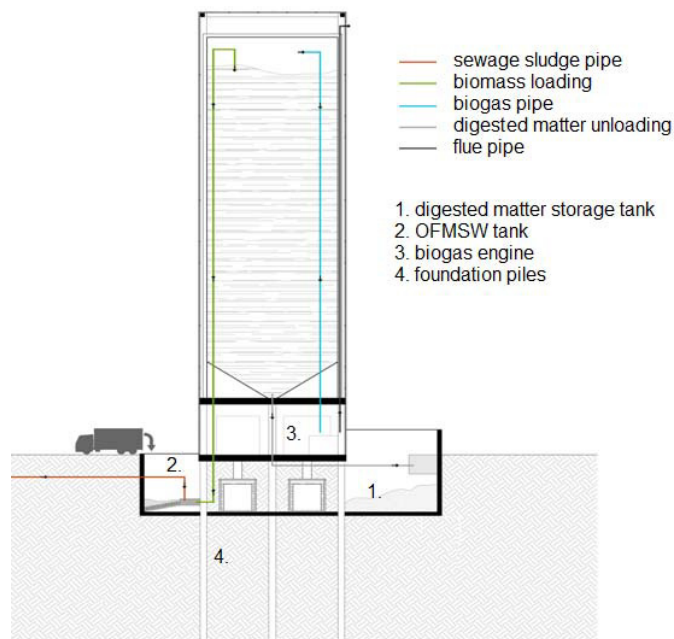 sewage sludge pipe
biomass loading
biogas pipe
digested matter unloading
flue pipe
1. digested matter storage tank
2. OFMSW tank
3. biogas engine
4. foundation piles
3.
2.
1.
4.